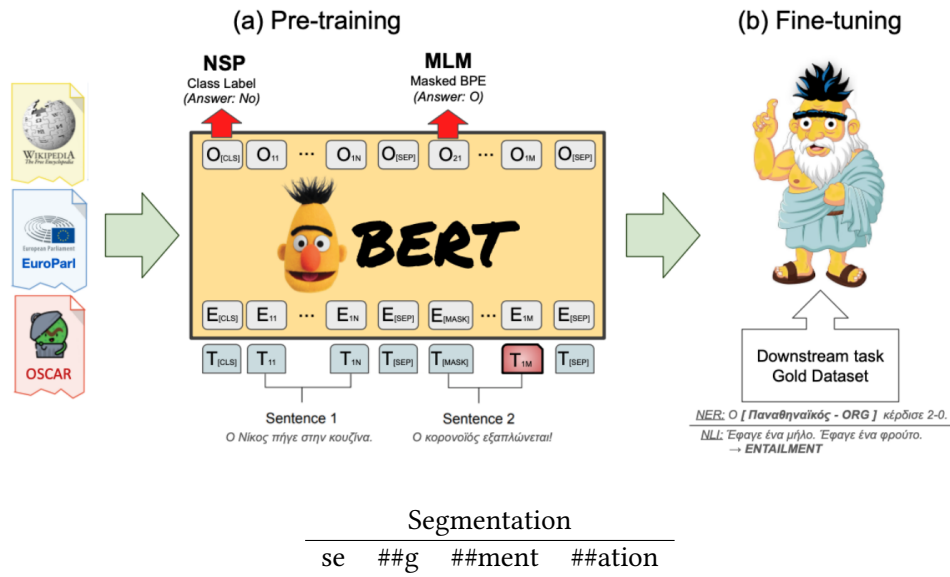 (a) Pre-training
(b) Fine-tuning
NSP
Class Label
(Answer: No)
MLM
Masked BPE
(Answer: O)
WIKIPEDIA
The Free Encyclopedia
European Parliament
EuroParl
OSCAR
O[CLS] O11 ... O1N O[SEP] O21 ... O1M O[SEP]
BERT
E[CLS] E11 ... E1N E[SEP] E[MASK] ... E1M E[SEP]
T[CLS] T11 T1N T[SEP] T[MASK] T1M T[SEP]
Sentence 1
Ο Νίκος πήγε στην κουζίνα.
Sentence 2
Ο κορονοϊός εξαπλώνεται!
Downstream task
Gold Dataset
NER: Ο [ Παναθηναϊκός - ORG ] κέρδισε 2-0.
NLI: Έφαγε ένα μήλο. Έφαγε ένα φρούτο.
→ ENTAILMENT
Segmentation
se ##g ##ment ##ation